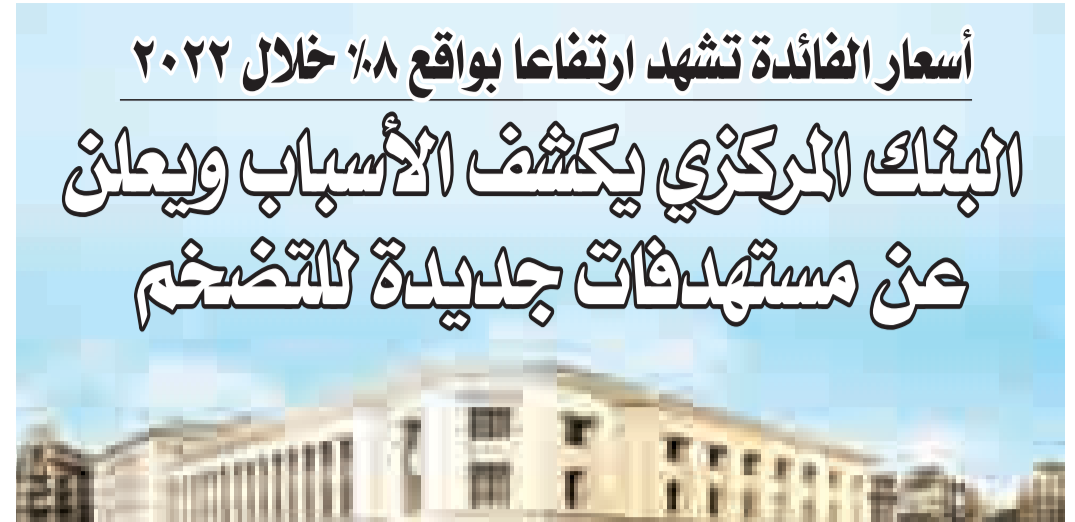 أسعار الفائدة تشهد ارتفاعا بواقع ٨٪ خلال ٢٠٢٢
البنك المركزي يكشف الأسباب ويعلن
عن مستهدفات جديدة للتضخم